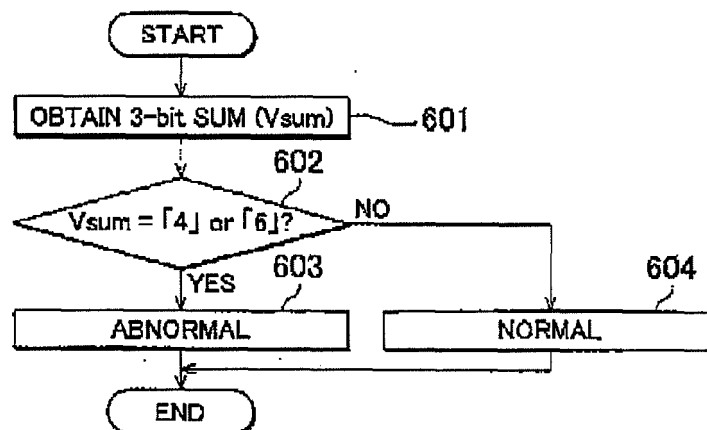 START
OBTAIN 3-bit SUM (Vsum)
601
602
Vsum =「4」 or「6」?
NO
YES
603
604
ABNORMAL
NORMAL
END